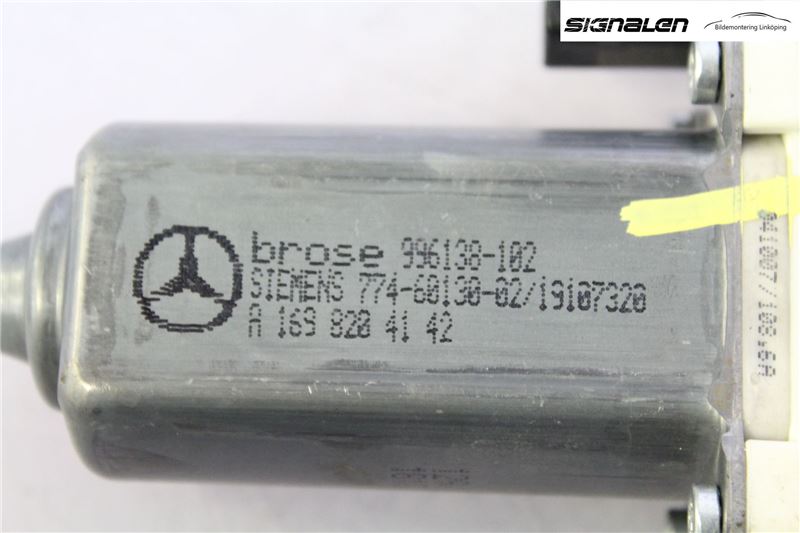 SIGNALEN
Bildemontering Linköping
brose 996138-102
SIEMENS 774-60130-02/19107320
A 169 820 41 42